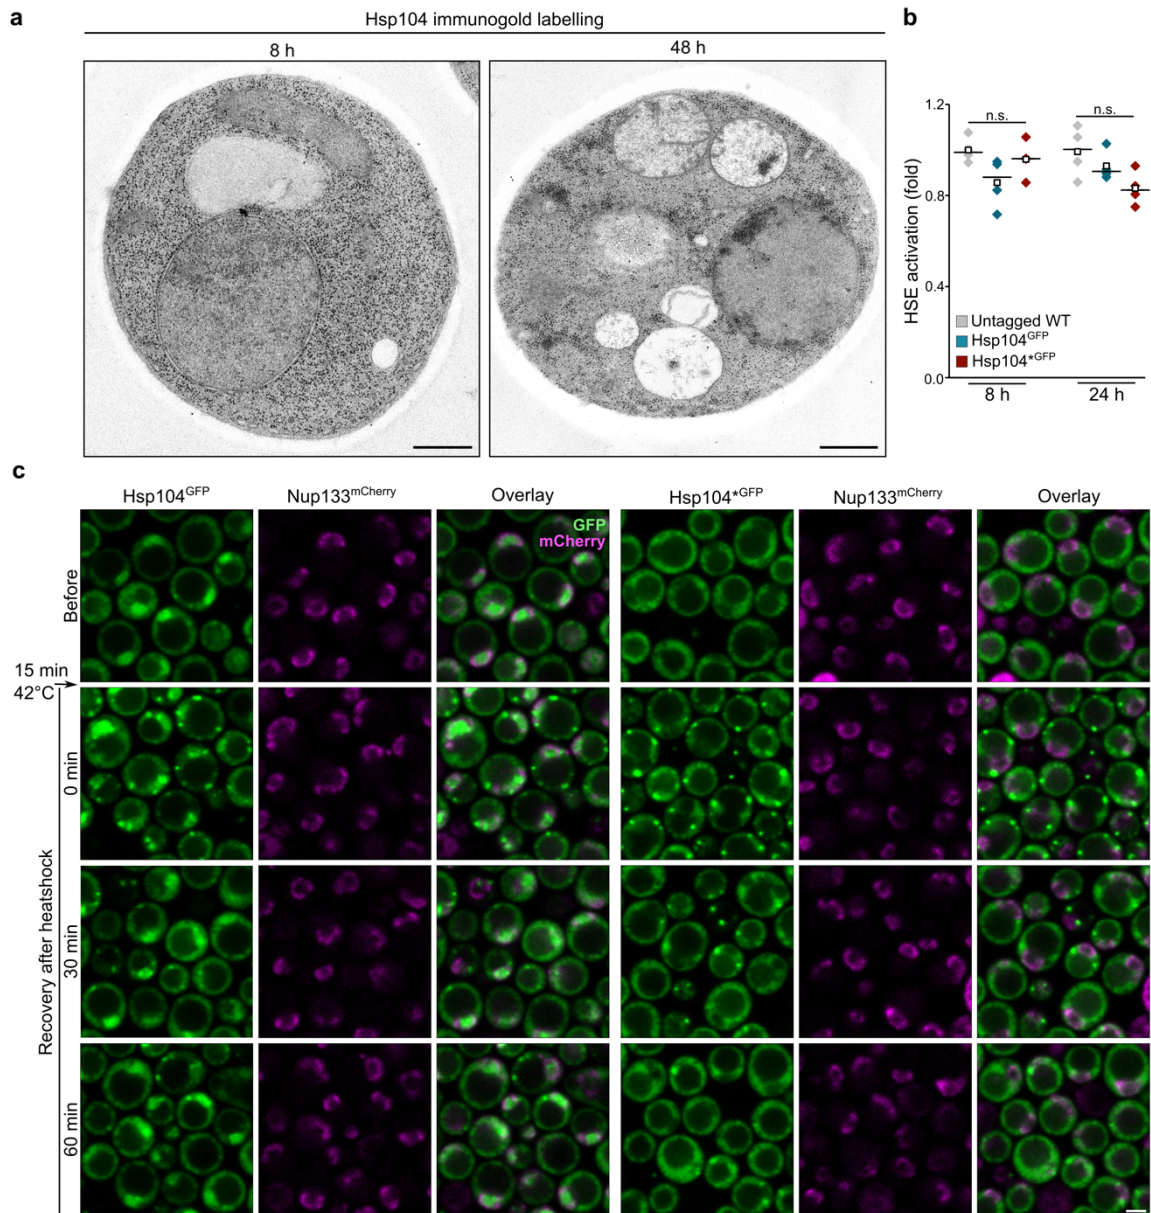 a
Hsp104 immunogold labelling
8 h
48 h
b
1.2
0.8
0.4
0.0
HSE activation (fold)
n.s.
n.s.
Untagged WT
Hsp104GFP
Hsp104*GFP
8 h
24 h
c
Hsp104GFP
Nup133mCherry
Overlay
Hsp104*GFP
Nup133mCherry
Overlay
GFP
mCherry
Before
15 min
42°C
Recovery after heatshock
0 min
30 min
60 min